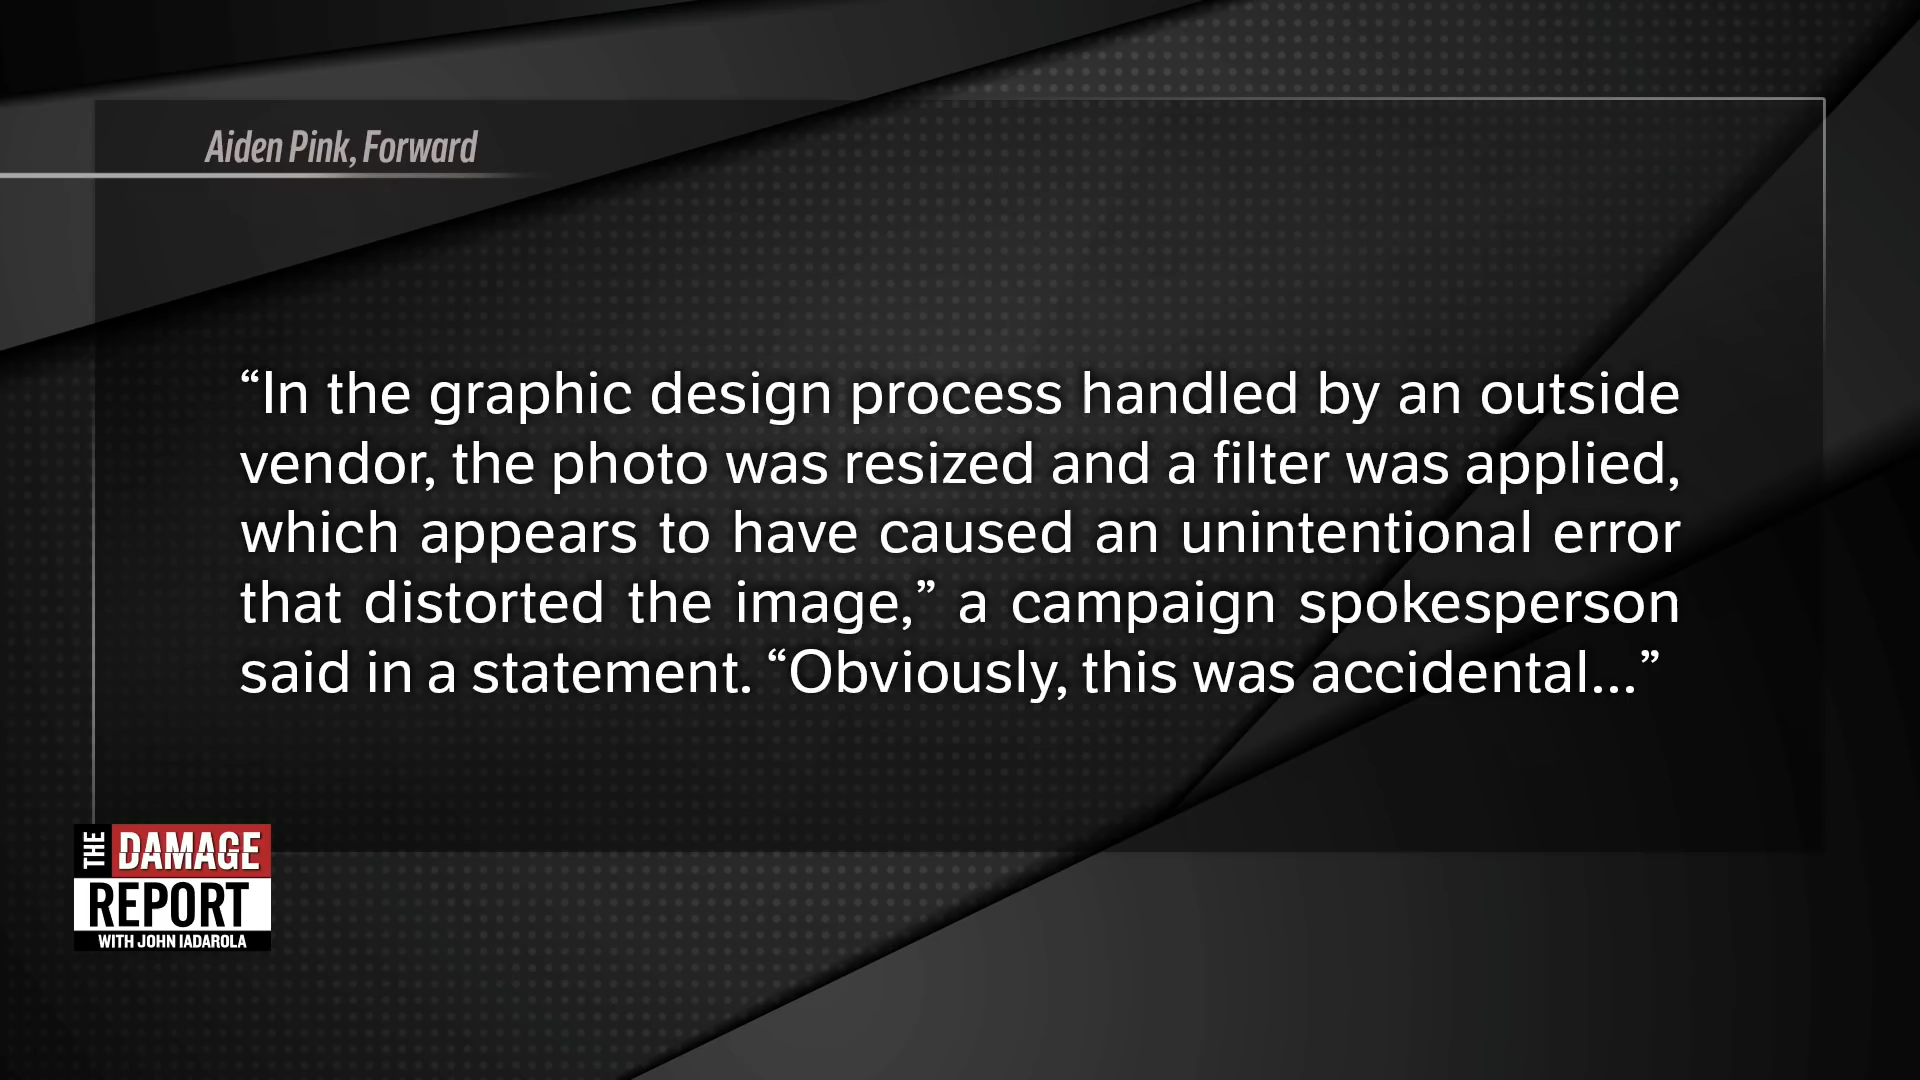 Aiden Pink, Forward
“In the graphic design process handled by an outside
vendor, the photo was resized and a filter was applied,
which appears to have caused an unintentional error
that distorted the image,” a campaign spokesperson
said in a statement. “Obviously, this was accidental...”
THE DAMAGE
REPORT
WITH JOHN IADAROLA